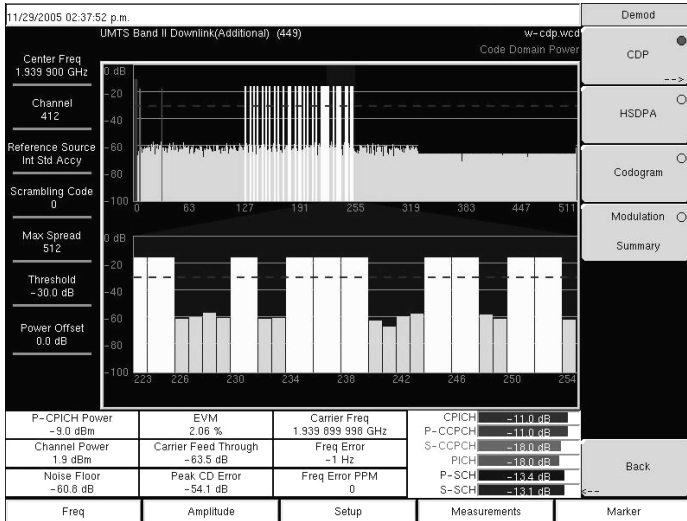 11/29/2005 02:37:52 p.m.
Demod
UMTS Band II Downlink(Additional) (449)
w-cdp.wcd
Code Domain Power
Center Freq
1.939 900 GHz
Channel
412
Reference Source
Int Std Accy
Scrambling Code
0
Max Spread
512
Threshold
-30.0 dB
Power Offset
0.0 dB
0 dB
-20
-40
-60
-80
-100
0 63 127 191 255 319 383 447 511
0 dB
-20
-40
-60
-80
-100
223 226 230 234 238 242 246 250 254
CDP
-->
HSDPA
Codogram
Modulation
Summary
Back
<--
P-CPICH Power
-9.0 dBm
EVM
2.06 %
Carrier Freq
1.939 899 998 GHz
Channel Power
1.9 dBm
Carrier Feed Through
-63.5 dB
Freq Error
-1 Hz
Noise Floor
-60.8 dB
Peak CD Error
-54.1 dB
Freq Error PPM
0
CPICH -11.0 dB
P-CCPCH -11.0 dB
S-CCPCH -18.0 dB
PICH -18.0 dB
P-SCH -13.4 dB
S-SCH -13.1 dB
Freq Amplitude Setup Measurements Marker